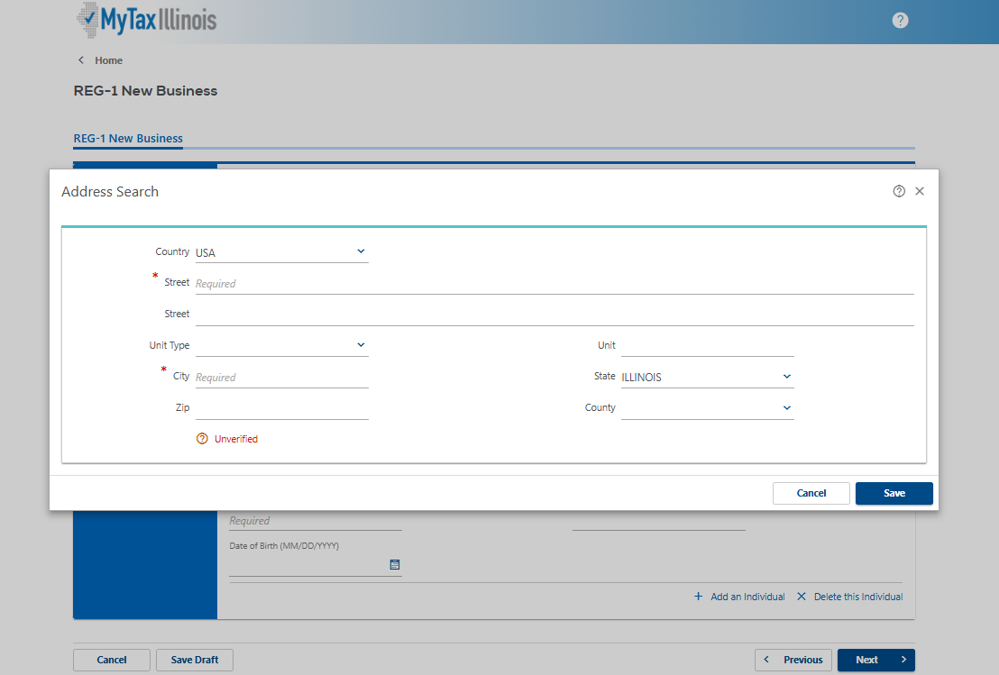 MyTaxIllinois
Home
REG-1 New Business
REG-1 New Business
Address Search
Country USA
* Street Required
Street
Unit Type Unit
* City Required State ILLINOIS
Zip County
Unverified
Cancel Save
Required
Date of Birth (MM/DD/YYYY)
+ Add an Individual × Delete this Individual
Cancel Save Draft < Previous Next >